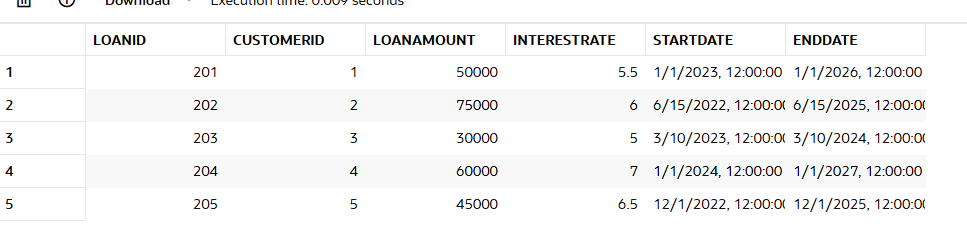 Download Execution time: 0.009 seconds
LOANID CUSTOMERID LOANAMOUNT INTERESTRATE STARTDATE ENDDATE
1 201 1 50000 5.5 1/1/2023, 12:00:00 1/1/2026, 12:00:00
2 202 2 75000 6 6/15/2022, 12:00:0 6/15/2025, 12:00:0
3 203 3 30000 5 3/10/2023, 12:00:0 3/10/2024, 12:00:0
4 204 4 60000 7 1/1/2024, 12:00:00 1/1/2027, 12:00:00
5 205 5 45000 6.5 12/1/2022, 12:00:0 12/1/2025, 12:00:0